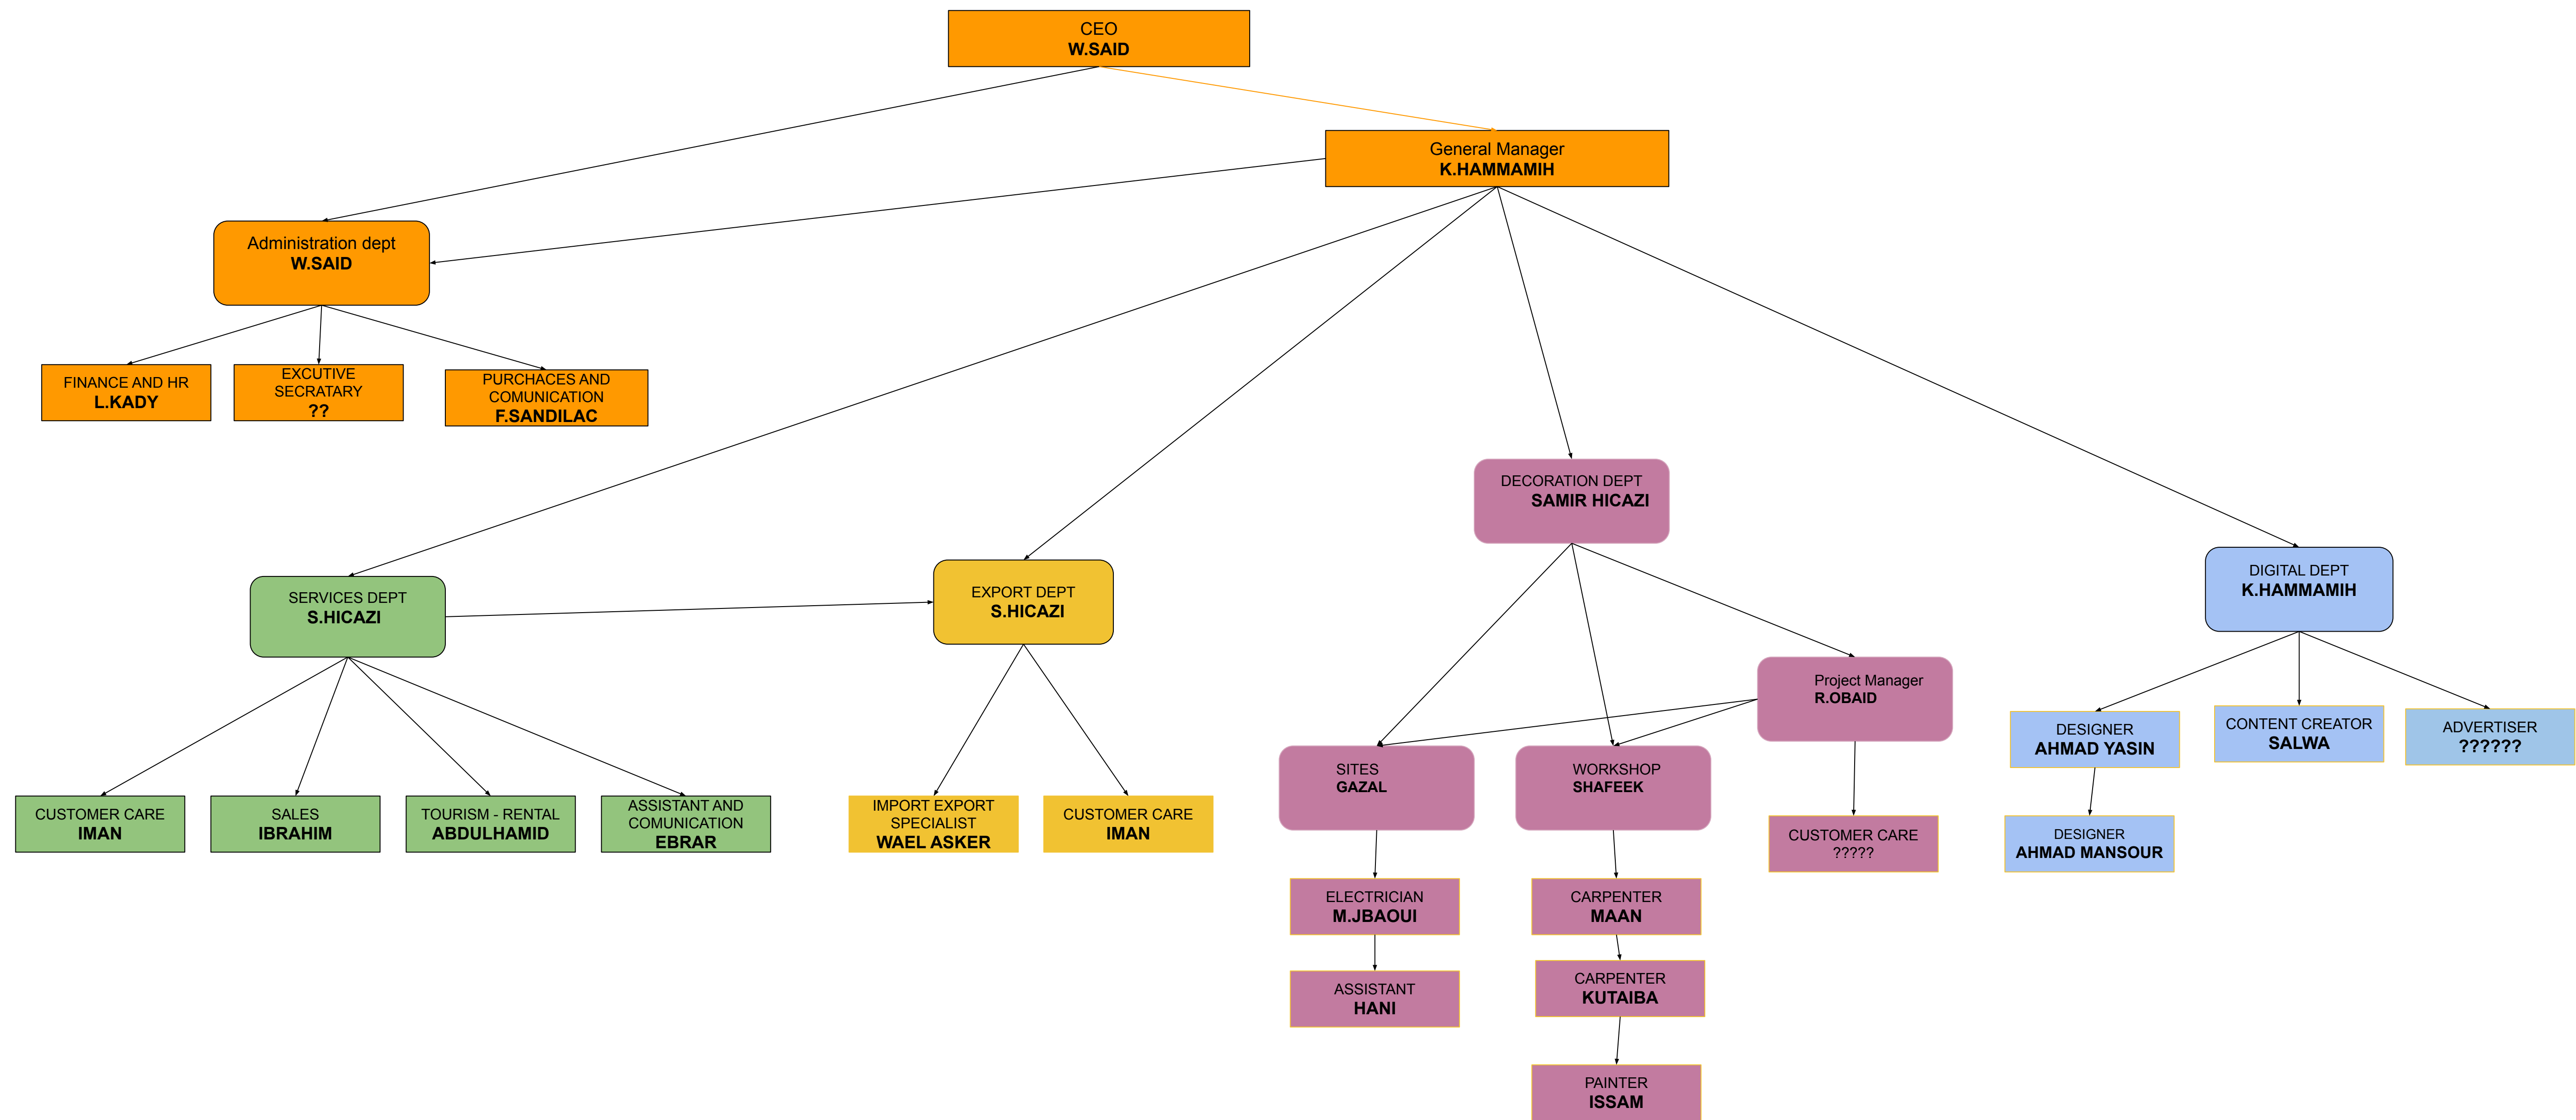 CEO
W.SAID
General Manager
K.HAMMAMIH
Administration dept
W.SAID
FINANCE AND HR
L.KADY
EXCUTIVE
SECRATARY
??
PURCHACES AND
COMUNICATION
F.SANDILAC
DECORATION DEPT
SAMIR HICAZI
SERVICES DEPT
S.HICAZI
EXPORT DEPT
S.HICAZI
DIGITAL DEPT
K.HAMMAMIH
Project Manager
R.OBAID
SITES
GAZAL
WORKSHOP
SHAFEEK
DESIGNER
AHMAD YASIN
CONTENT CREATOR
SALWA
ADVERTISER
??????
CUSTOMER CARE
IMAN
SALES
IBRAHIM
TOURISM - RENTAL
ABDULHAMID
ASSISTANT AND
COMUNICATION
EBRAR
IMPORT EXPORT
SPECIALIST
WAEL ASKER
CUSTOMER CARE
IMAN
CUSTOMER CARE
?????
DESIGNER
AHMAD MANSOUR
ELECTRICIAN
M.JBAOUI
CARPENTER
MAAN
ASSISTANT
HANI
CARPENTER
KUTAIBA
PAINTER
ISSAM